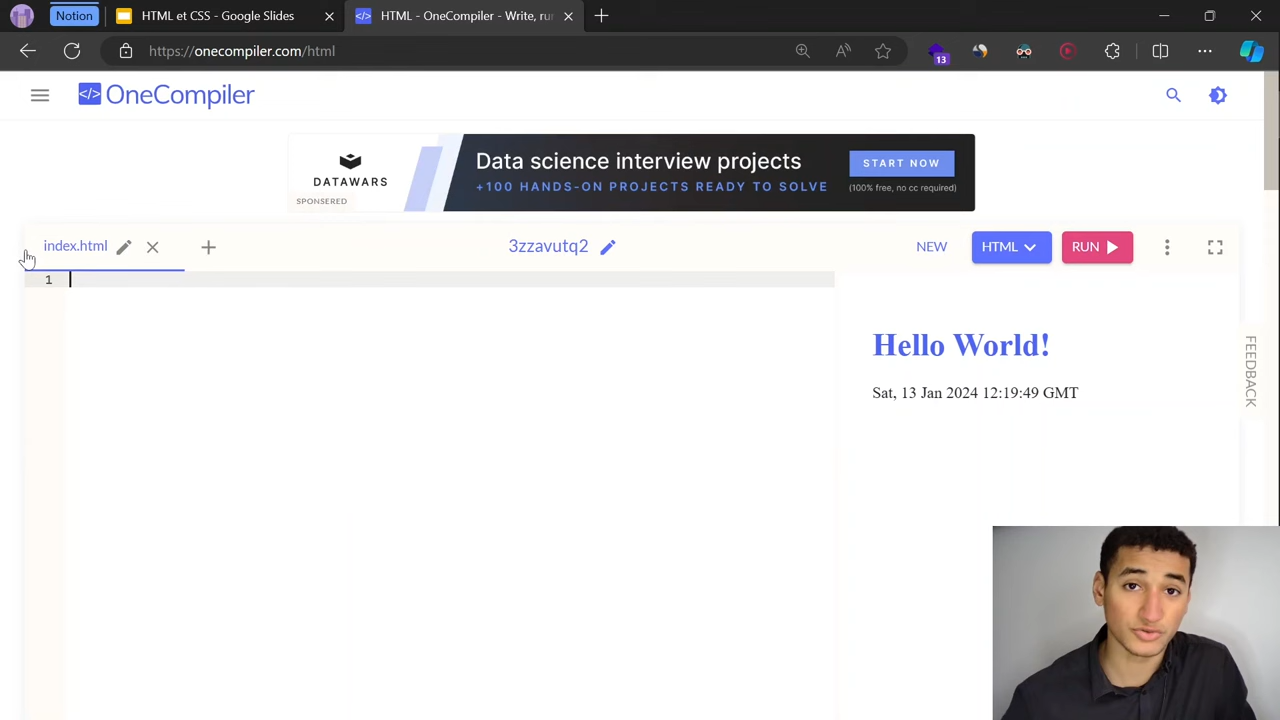 Notion
HTML et CSS - Google Slides
HTML - OneCompiler - Write, ru
https://onecompiler.com/html
13
</> OneCompiler
DATAWARS
SPONSERED
Data science interview projects
+100 HANDS-ON PROJECTS READY TO SOLVE
START NOW
(100% free, no cc required)
index.html
3zzavutq2
NEW
HTML
RUN
1
Hello World!
Sat, 13 Jan 2024 12:19:49 GMT
FEEDBACK